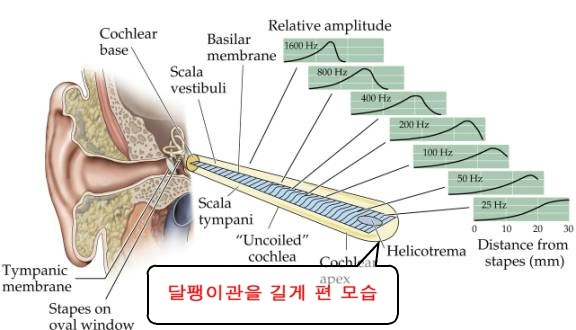 Cochlear
base
Basilar
membrane
Scala
vestibuli
Relative amplitude
1600 Hz
800 Hz
400 Hz
200 Hz
100 Hz
50 Hz
25 Hz
0 10 20 30
Distance from
stapes (mm)
Scala
tympani
"Uncoiled"
cochlea
Cochlear
apex
Helicotrema
Tympanic
membrane
Stapes on
oval window
달팽이관을 길게 편 모습